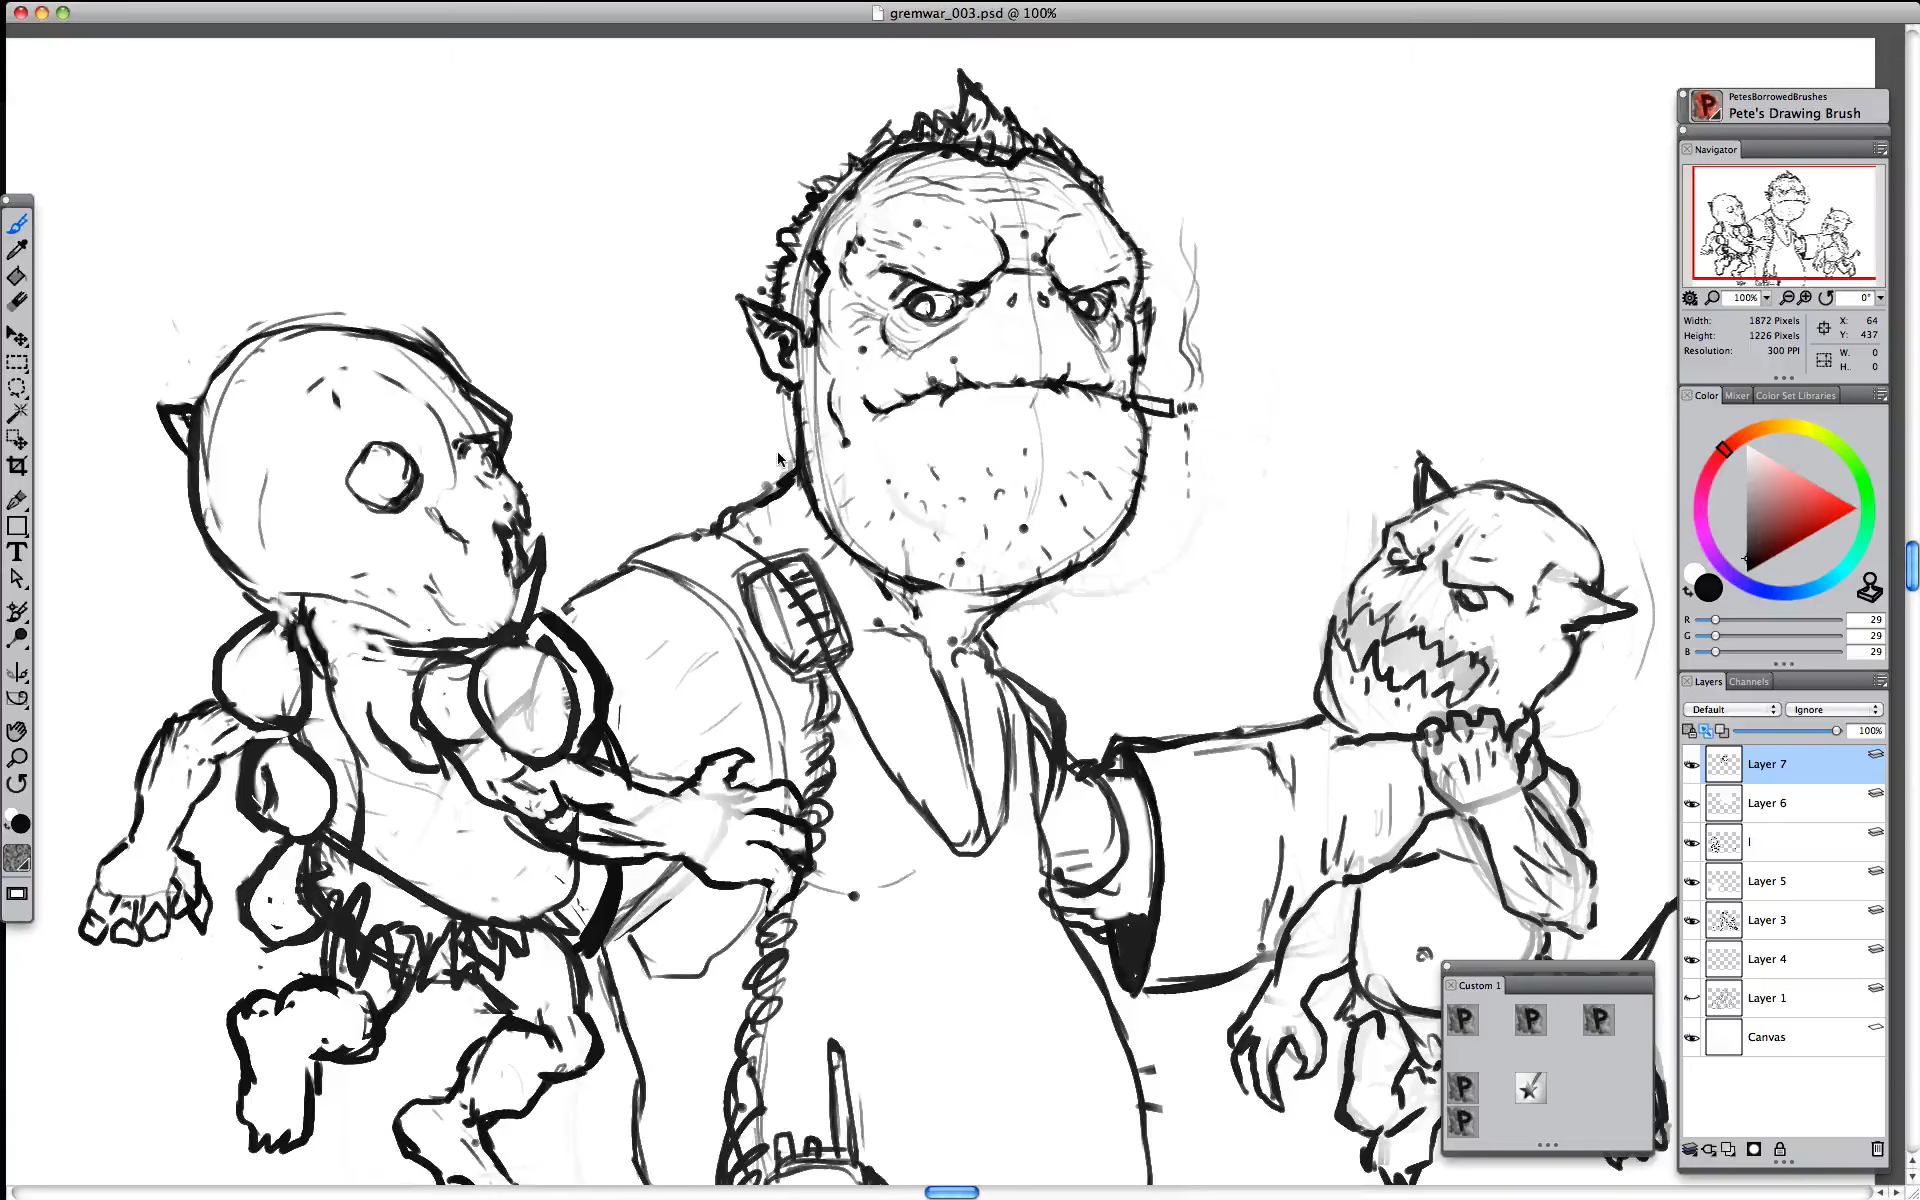 gremwar_003.psd @ 100%
PetesBorrowedBrushes
Pete's Drawing Brush
Navigator
100%
0°
Width: 1872 Pixels
X: 64
Height: 1226 Pixels
Y: 437
Resolution: 300 PPI
W: 0
H.: 0
Color Mixer Color Set Libraries
R 29
G 29
B 29
Layers Channels
Default Ignore
100%
Layer 7
Layer 6
l
Layer 5
Layer 3
Layer 4
Layer 1
Canvas
Custom 1
P P P
P
P
T